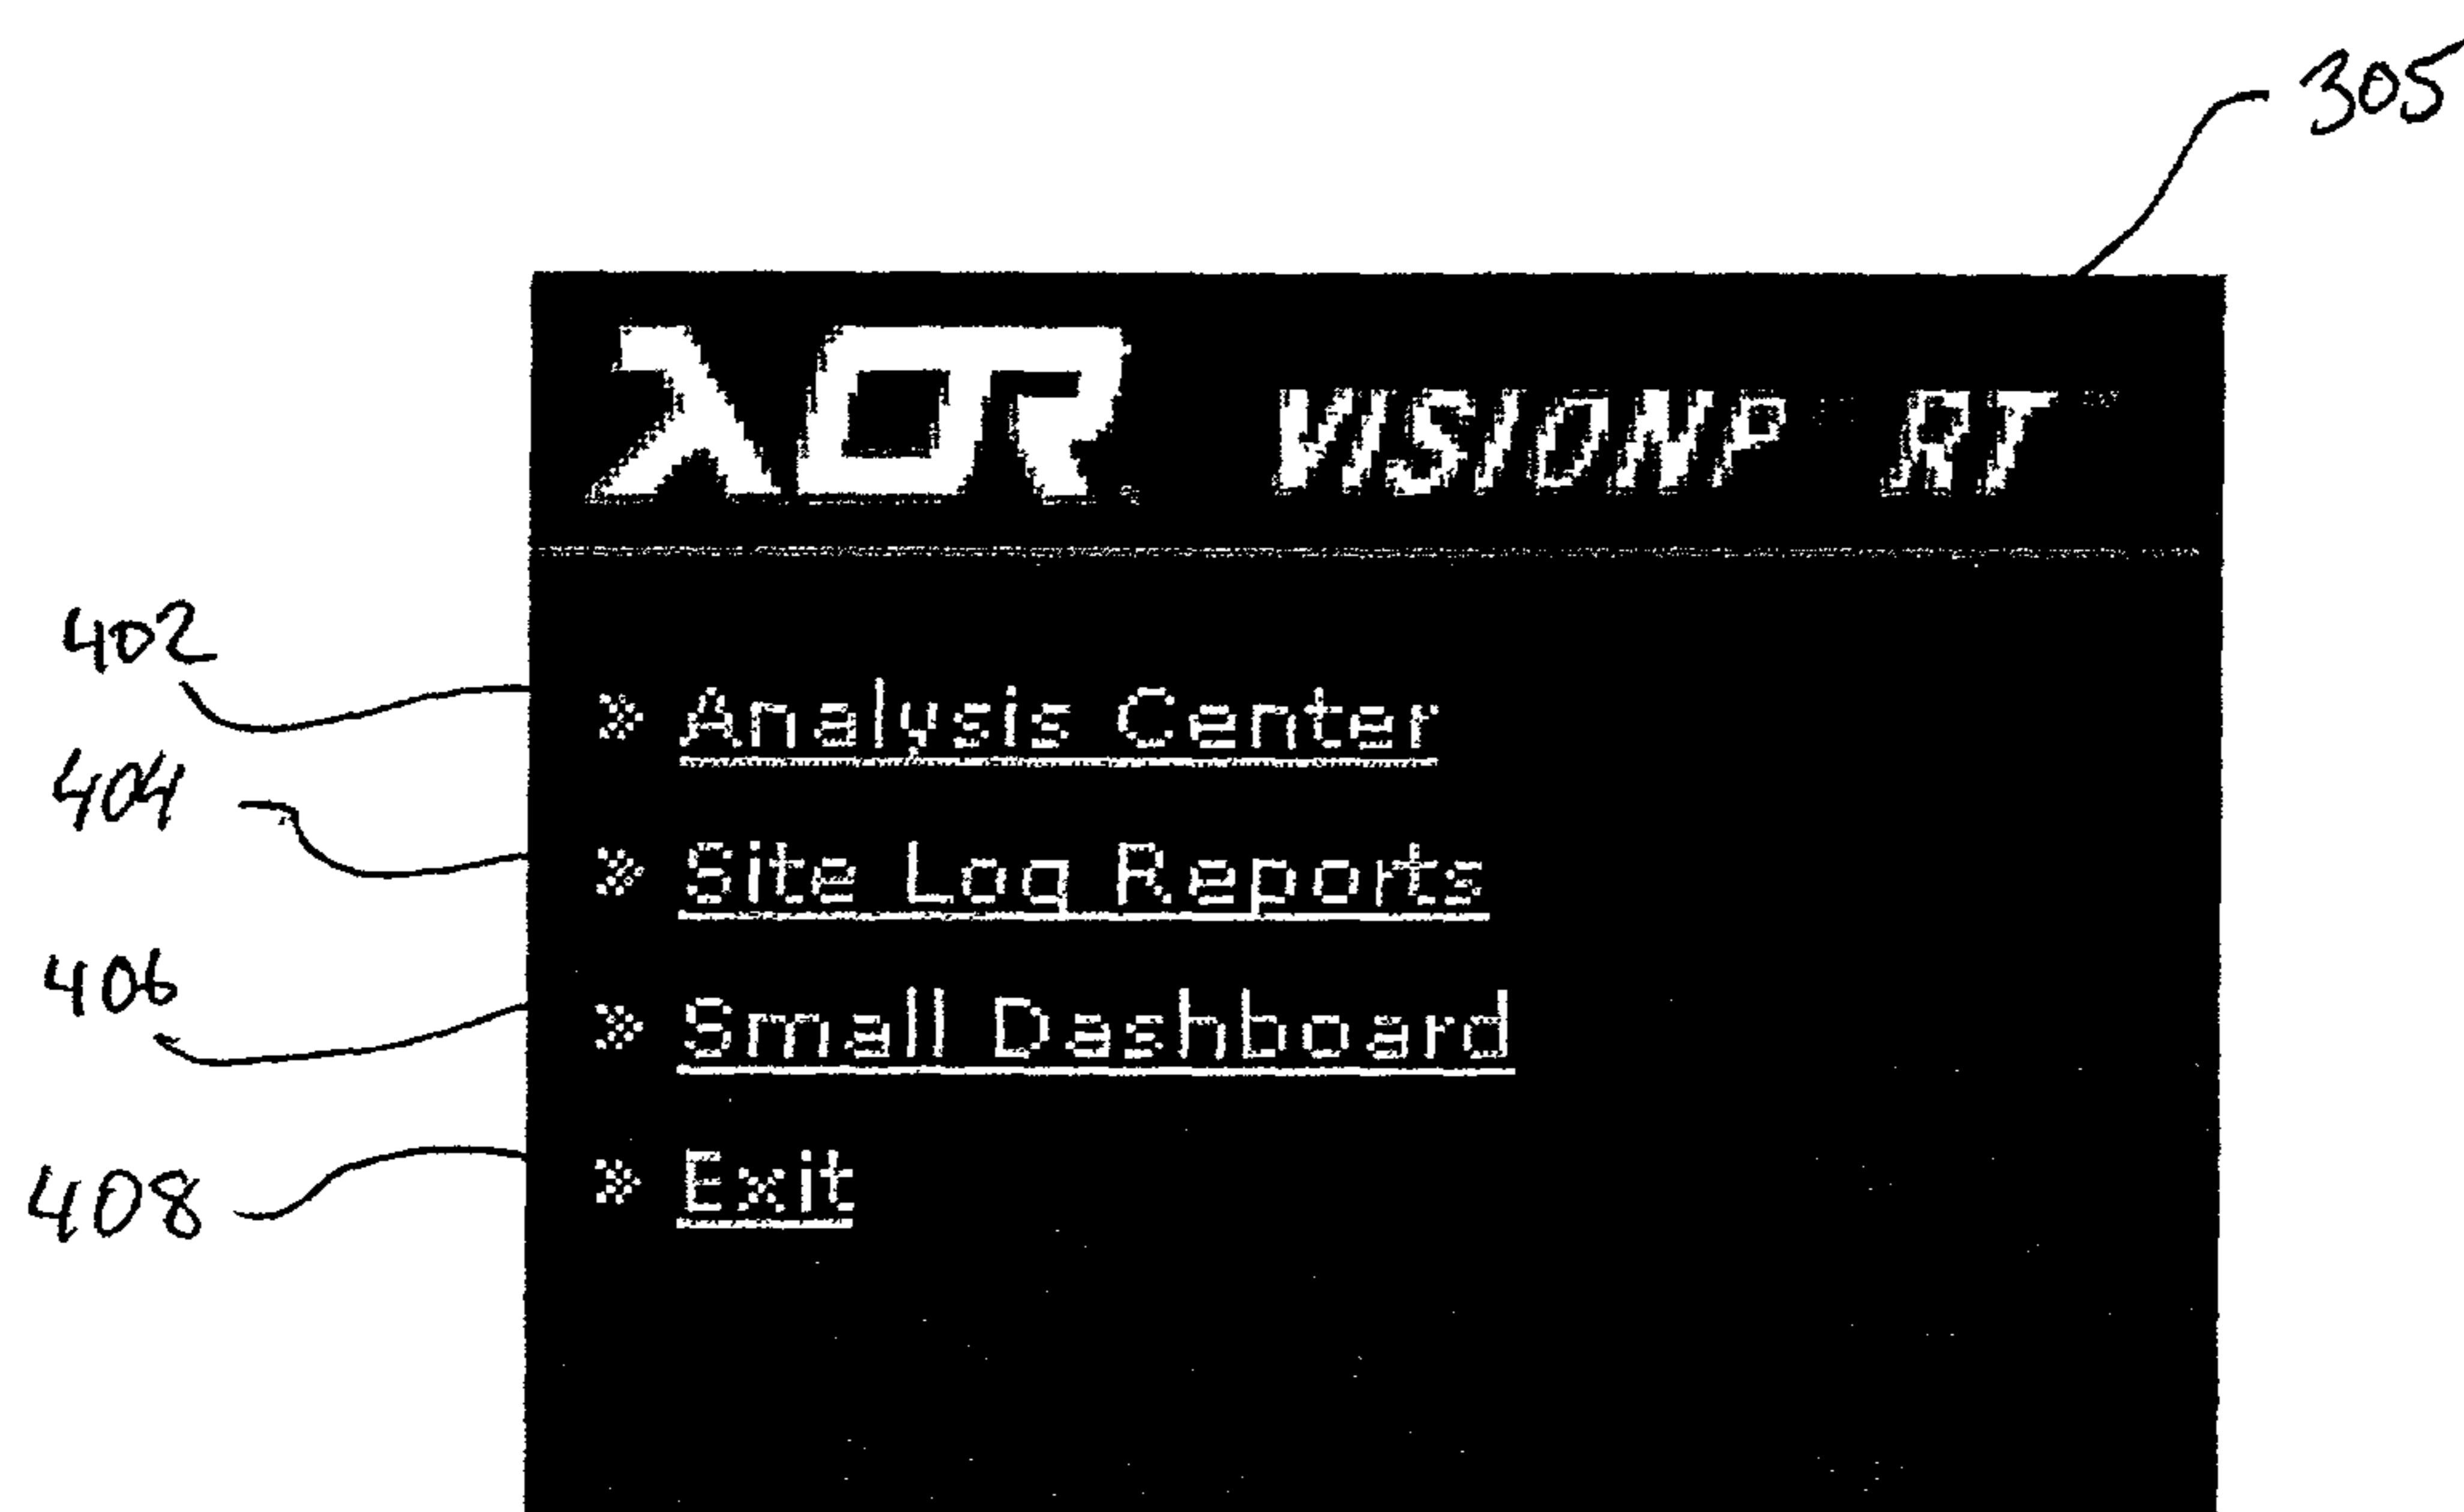 305
VISIONP RT
402
» Analysis Center
404
» Site Log Reports
406
» Small Dashboard
408
» Exit